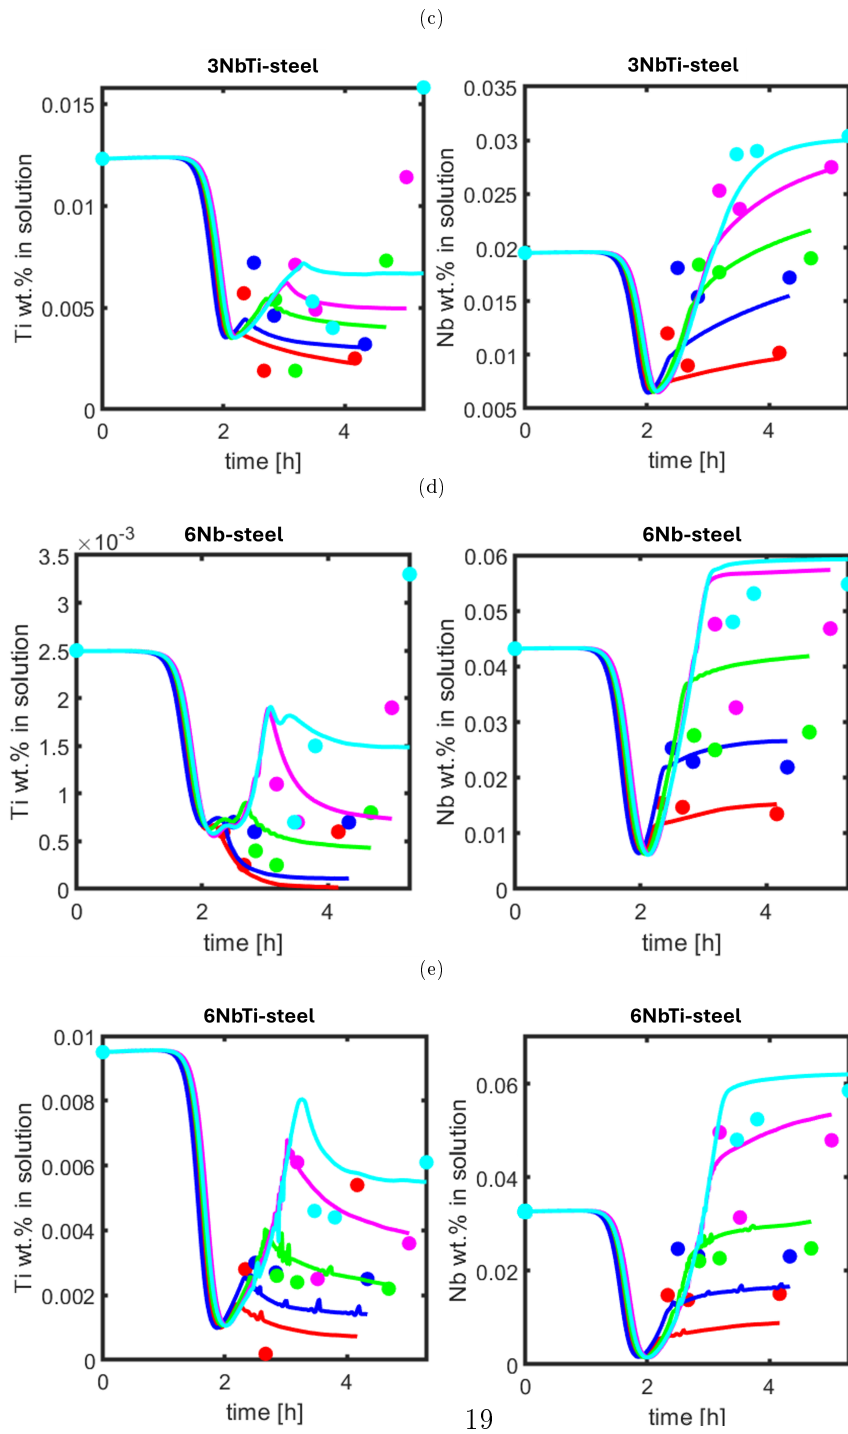 (c)
3NbTi-steel
3NbTi-steel
Ti wt.% in solution
0.015
0.01
0.005
0
0
2
4
time [h]
Nb wt.% in solution
0.035
0.03
0.025
0.02
0.015
0.01
0.005
0
2
4
time [h]
(d)
6Nb-steel
6Nb-steel
×10-3
Ti wt.% in solution
3.5
3
2.5
2
1.5
1
0.5
0
2
4
time [h]
Nb wt.% in solution
0.06
0.05
0.04
0.03
0.02
0.01
0
0
2
4
time [h]
(e)
6NbTi-steel
6NbTi-steel
Ti wt.% in solution
0.01
0.008
0.006
0.004
0.002
0
0
2
4
time [h]
Nb wt.% in solution
0.06
0.04
0.02
0
0
2
4
time [h]
19